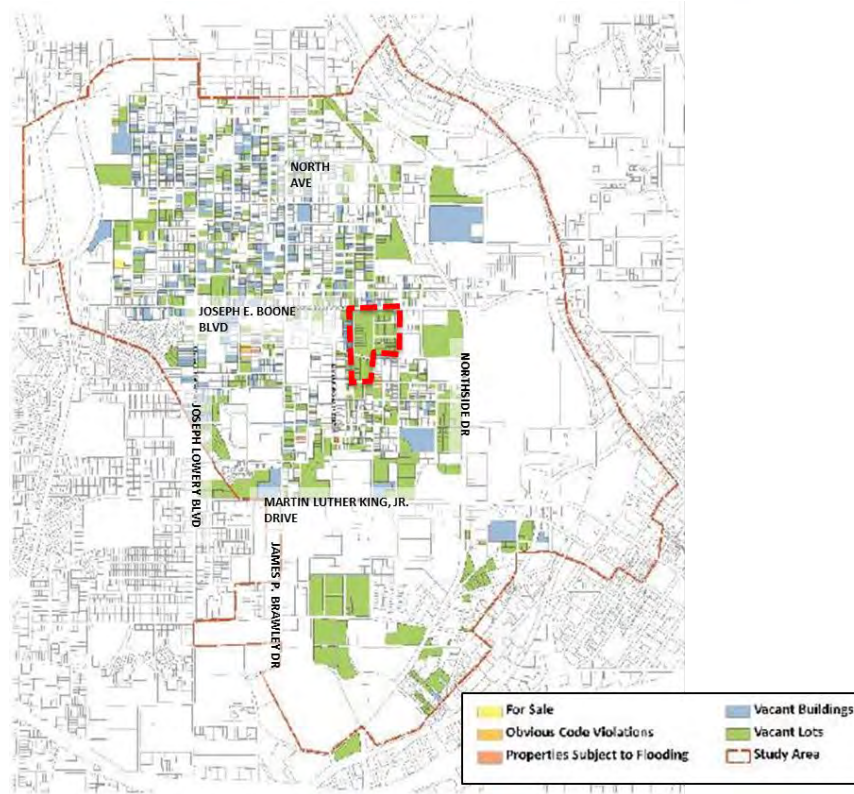 NORTH
AVE
JOSEPH E. BOONE
BLVD
NORTHSIDE DR
JOSEPH LOWERY BLVD
MARTIN LUTHER KING, JR.
DRIVE
JAMES P. BRAWLEY DR
For Sale
Obvious Code Violations
Properties Subject to Flooding
Vacant Buildings
Vacant Lots
Study Area